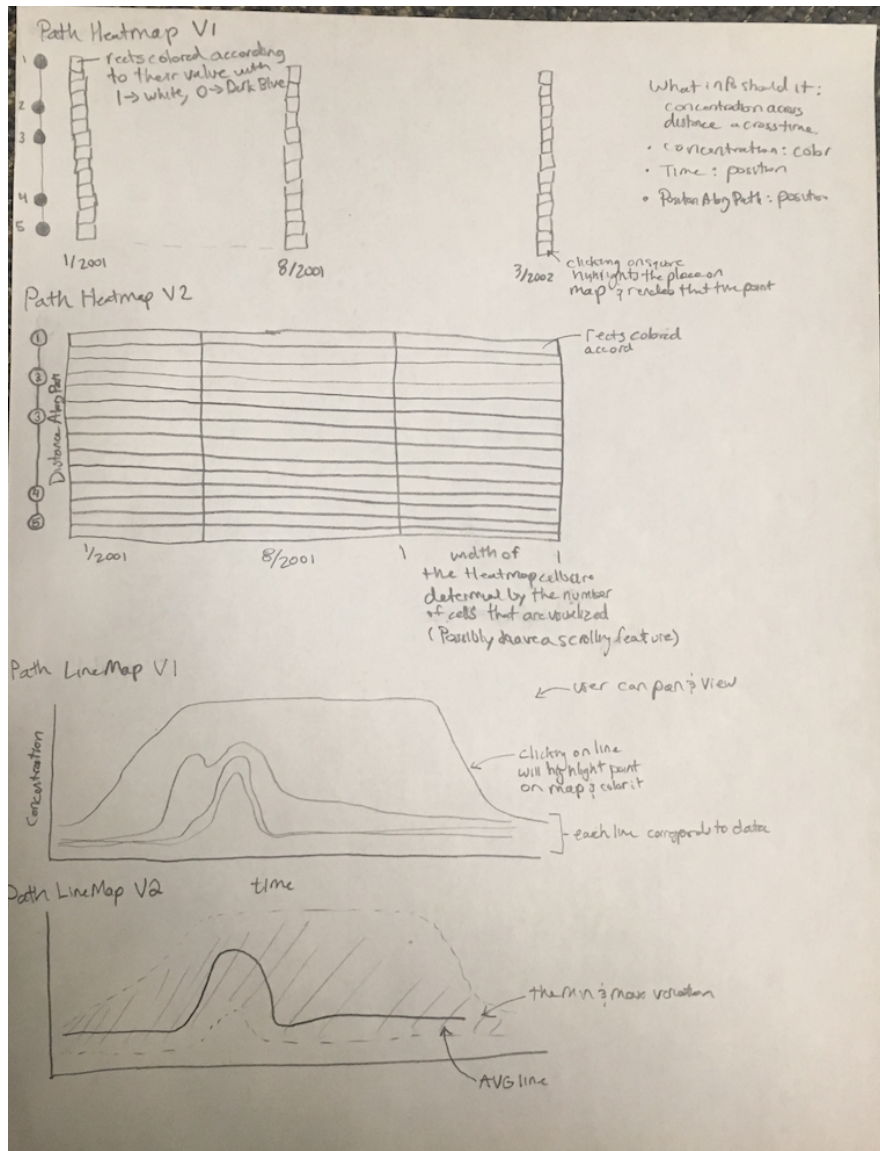 Path Heatmap V1
1
2
3
4
5
rects colored according
to their value with
1→ white, 0→ Dark Blue
1/2001
8/2001
3/2002
What info should it:
concentration across
distance across time
• Concentration: color
• Time: position
• Position Along Path: position
clicking on square
highlights the place on
map & that time point
Path Heatmap V2
1
2
3
4
5
Distance Along Path
rects colored
accord
1/2001
8/2001
width of
the Heatmap cells are
by the number
of cells that are visualized
(Possibly have a scrolling feature)
Path LineMap V1
← user can pan & view
Concentration
clicking on line
will highlight point
on map & color it
each line corresponds to data
time
Path LineMap V2
the min & max variation
AVG line